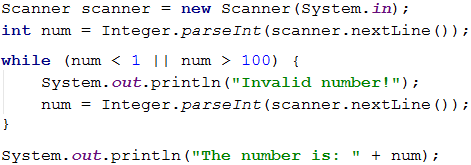 Scanner scanner = new Scanner(System.in);
int num = Integer.parseInt(scanner.nextLine());
while (num < 1 || num > 100) {
    System.out.println("Invalid number!");
    num = Integer.parseInt(scanner.nextLine());
}
System.out.println("The number is: " + num);